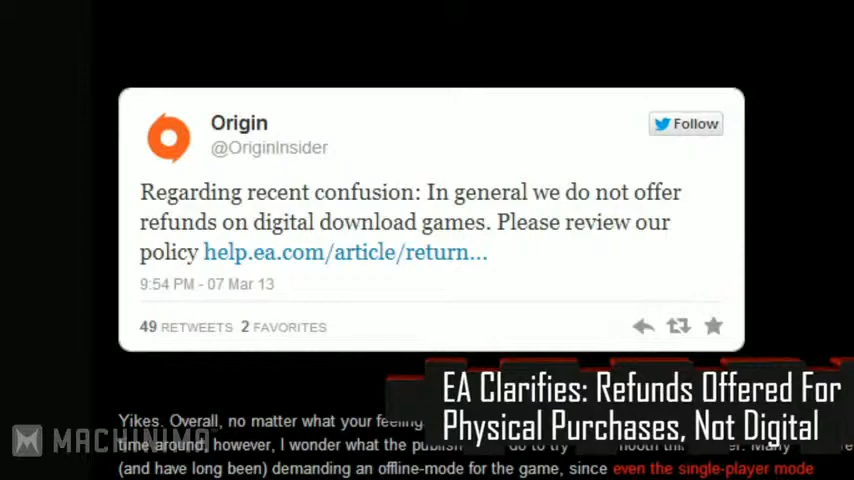 Origin
@OriginInsider
Follow
Regarding recent confusion: In general we do not offer
refunds on digital download games. Please review our
policy help.ea.com/article/return...
9:54 PM - 07 Mar 13
49 RETWEETS 2 FAVORITES
EA Clarifies: Refunds Offered For
Physical Purchases, Not Digital
Yikes. Overall, no matter what your feeling
MACHINIMA
time around, however, I wonder what the publish
(and have long been) demanding an offline-mode for the game, since even the single-player mode